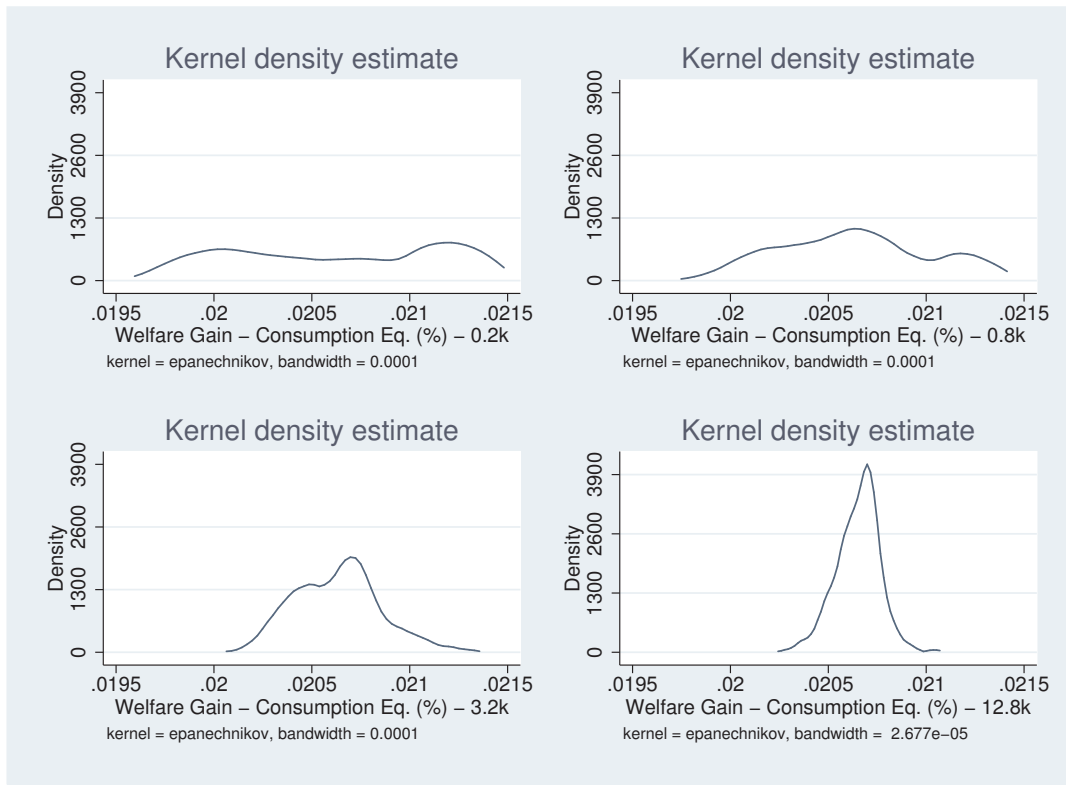 Kernel density estimate
Density
3900
2600
1300
0
.0195 .02 .0205 .021 .0215
Welfare Gain − Consumption Eq. (%) − 0.2k
kernel = epanechnikov, bandwidth = 0.0001
Kernel density estimate
Density
3900
2600
1300
0
.0195 .02 .0205 .021 .0215
Welfare Gain − Consumption Eq. (%) − 0.8k
kernel = epanechnikov, bandwidth = 0.0001
Kernel density estimate
Density
3900
2600
1300
0
.0195 .02 .0205 .021 .0215
Welfare Gain − Consumption Eq. (%) − 3.2k
kernel = epanechnikov, bandwidth = 0.0001
Kernel density estimate
Density
3900
2600
1300
0
.0195 .02 .0205 .021 .0215
Welfare Gain − Consumption Eq. (%) − 12.8k
kernel = epanechnikov, bandwidth = 2.677e−05